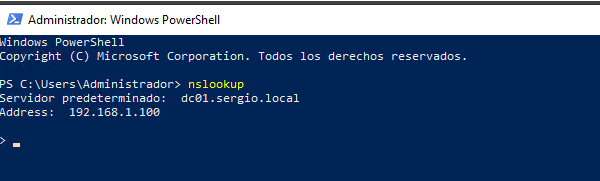 Administrador: Windows PowerShell
Windows PowerShell
Copyright (C) Microsoft Corporation. Todos los derechos reservados.
PS C:\Users\Administrador> nslookup
Servidor predeterminado:  dc01.sergio.local
Address:  192.168.1.100
>